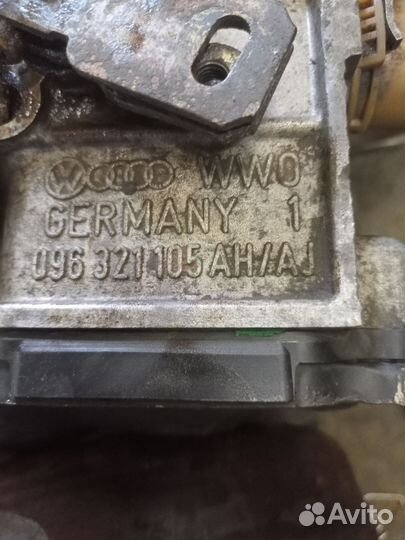 WWO
GERMANY 1
096 321 105 AH/AJ
Avito